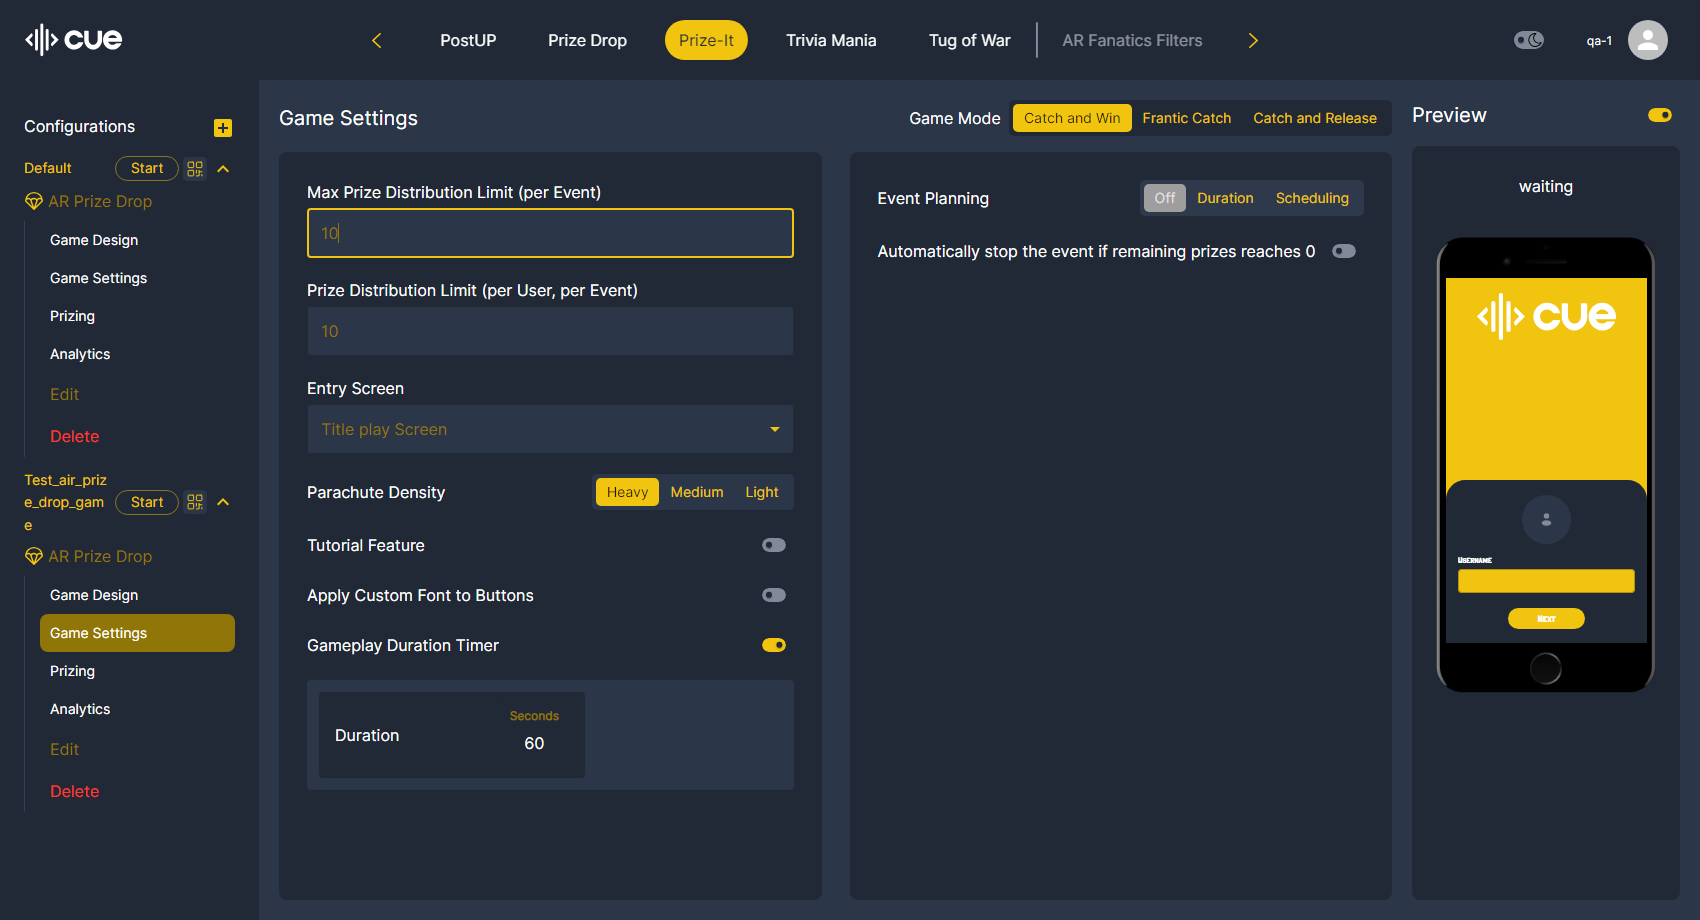 cue
PostUP
Prize Drop
Prize-It
Trivia Mania
Tug of War
AR Fanatics Filters
qa-1
Configurations
Default
Start
AR Prize Drop
Game Design
Game Settings
Prizing
Analytics
Edit
Delete
Test_air_priz
e_drop_gam
e
Start
AR Prize Drop
Game Design
Game Settings
Prizing
Analytics
Edit
Delete
Game Settings
Game Mode
Catch and Win
Frantic Catch
Catch and Release
Max Prize Distribution Limit (per Event)
10
Prize Distribution Limit (per User, per Event)
10
Entry Screen
Title play Screen
Parachute Density
Heavy
Medium
Light
Tutorial Feature
Apply Custom Font to Buttons
Gameplay Duration Timer
Duration
Seconds
60
Event Planning
Off
Duration
Scheduling
Automatically stop the event if remaining prizes reaches 0
Preview
waiting
cue
Username
Next